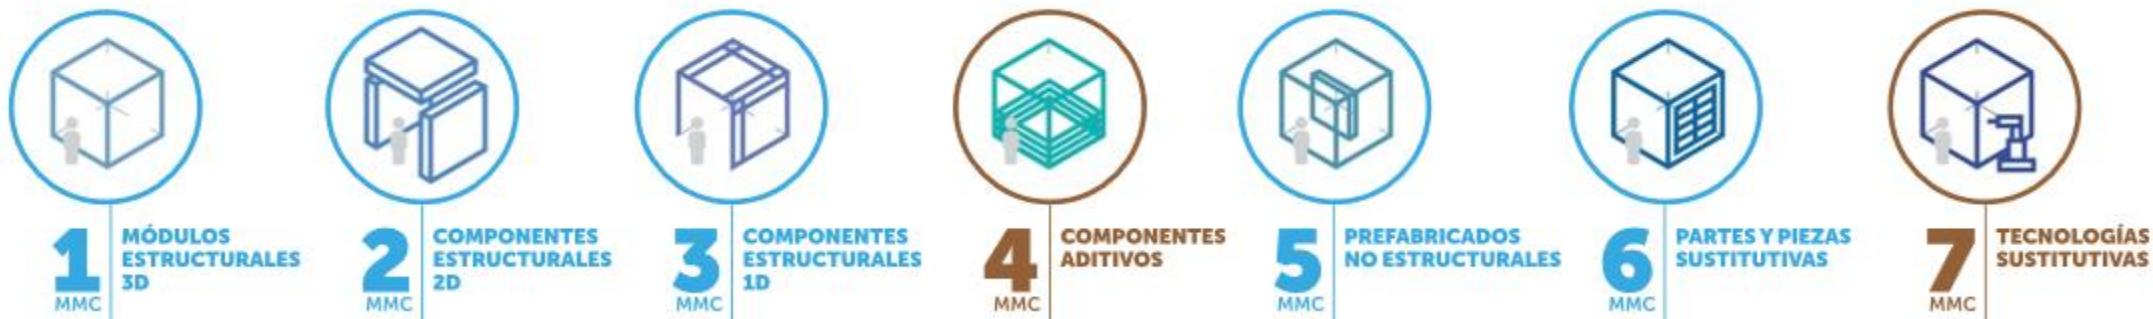 1
MMC
MÓDULOS
ESTRUCTURALES
3D
2
MMC
COMPONENTES
ESTRUCTURALES
2D
3
MMC
COMPONENTES
ESTRUCTURALES
1D
4
MMC
COMPONENTES
ADITIVOS
5
MMC
PREFABRICADOS
NO ESTRUCTURALES
6
MMC
PARTES Y PIEZAS
SUSTITUTIVAS
7
MMC
TECNOLOGÍAS
SUSTITUTIVAS